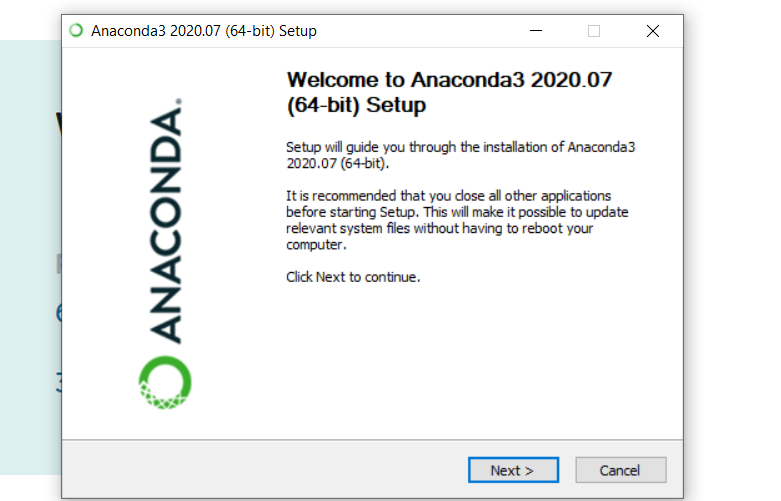 Anaconda3 2020.07 (64-bit) Setup
Welcome to Anaconda3 2020.07
(64-bit) Setup
ANACONDA.
Setup will guide you through the installation of Anaconda3
2020.07 (64-bit).
It is recommended that you close all other applications
before starting Setup. This will make it possible to update
relevant system files without having to reboot your
computer.
Click Next to continue.
Next >
Cancel